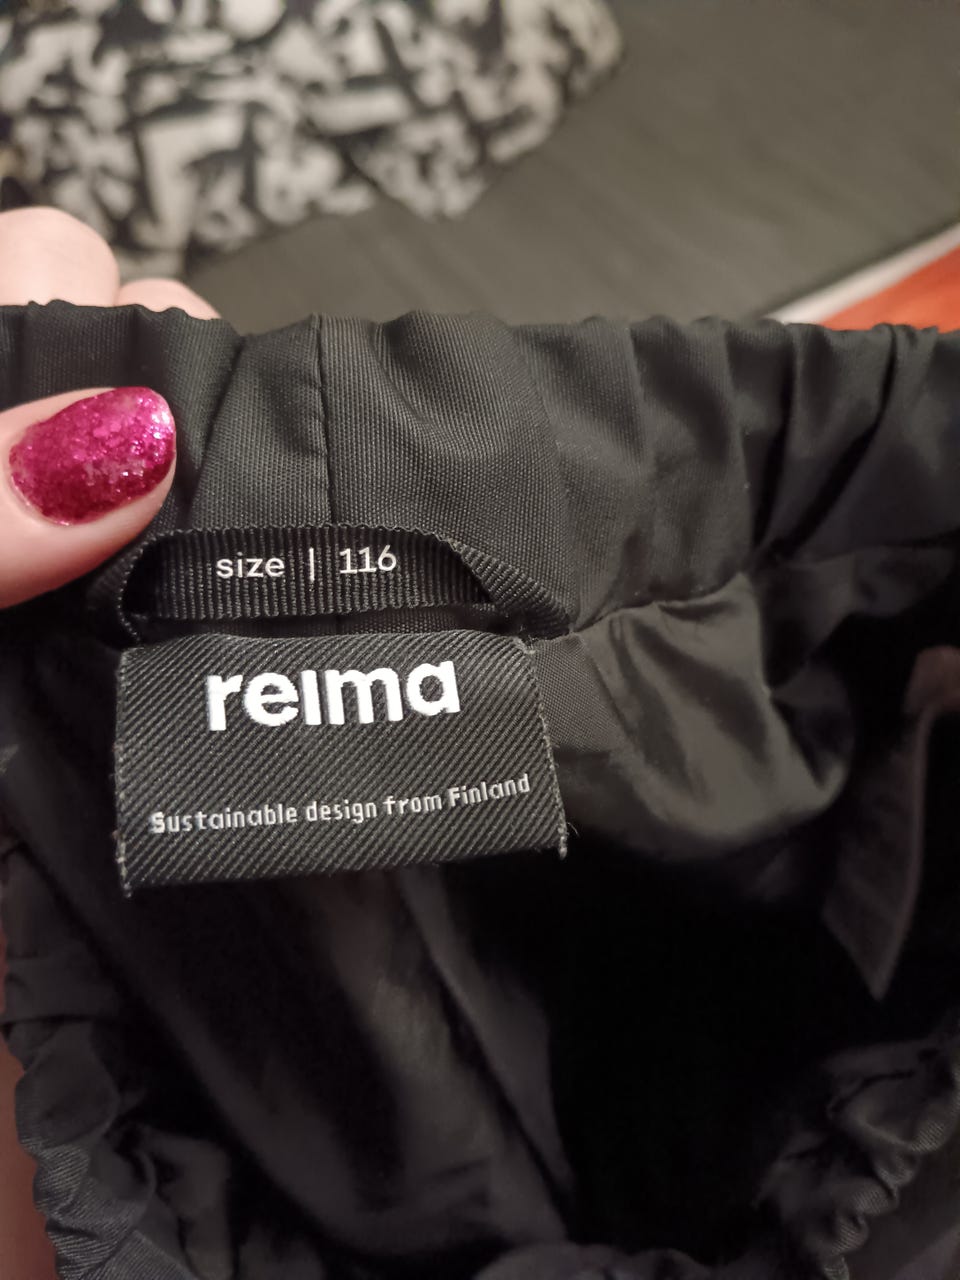 size | 116
reima
Sustainable design from Finland